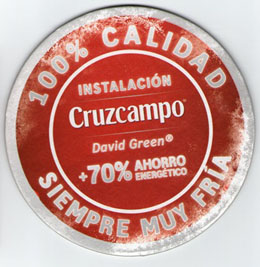 100% CALIDAD
INSTALACIÓN
Cruzcampo
David Green®
+70% AHORRO
ENERGÉTICO
SIEMPRE MUY FRÍA